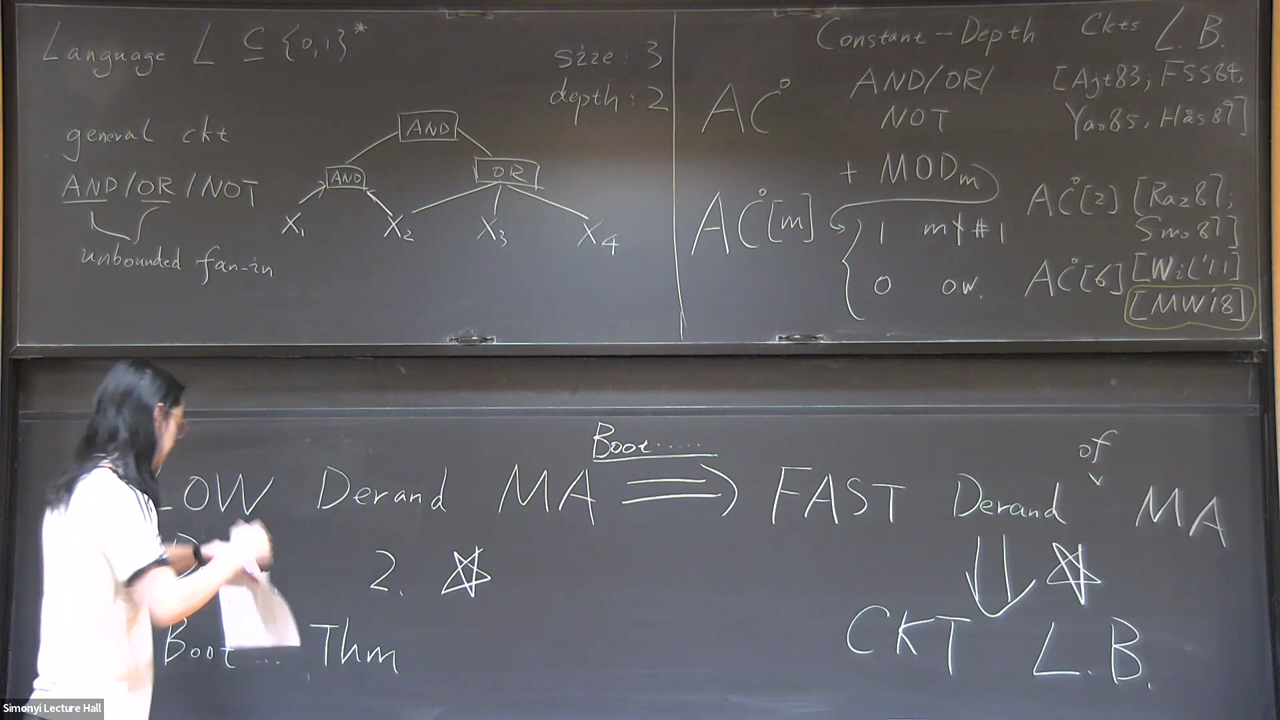 Language L ⊆ {0,1}*
size: 3
depth: 2
general ckt
AND/OR/NOT
unbounded fan-in
AND
AND
OR
X₁
X₂
X₃
X₄
Constant-Depth Ckts L.B.
AC⁰
AND/OR/
NOT
[Ajt83, FSS84,
Yao85, Hås89]
+ MODₘ
AC⁰[m]
1 m∤#1
0 ow.
AC⁰[2] [Raz87;
Smo87]
AC⁰[6] [Wil'11]
[MW18]
LOW Derand MA
Boot.....
⟹
FAST Derand of MA
2. ☆
⇓ ☆
Boot... Thm
CKT L.B.
Simonyi Lecture Hall